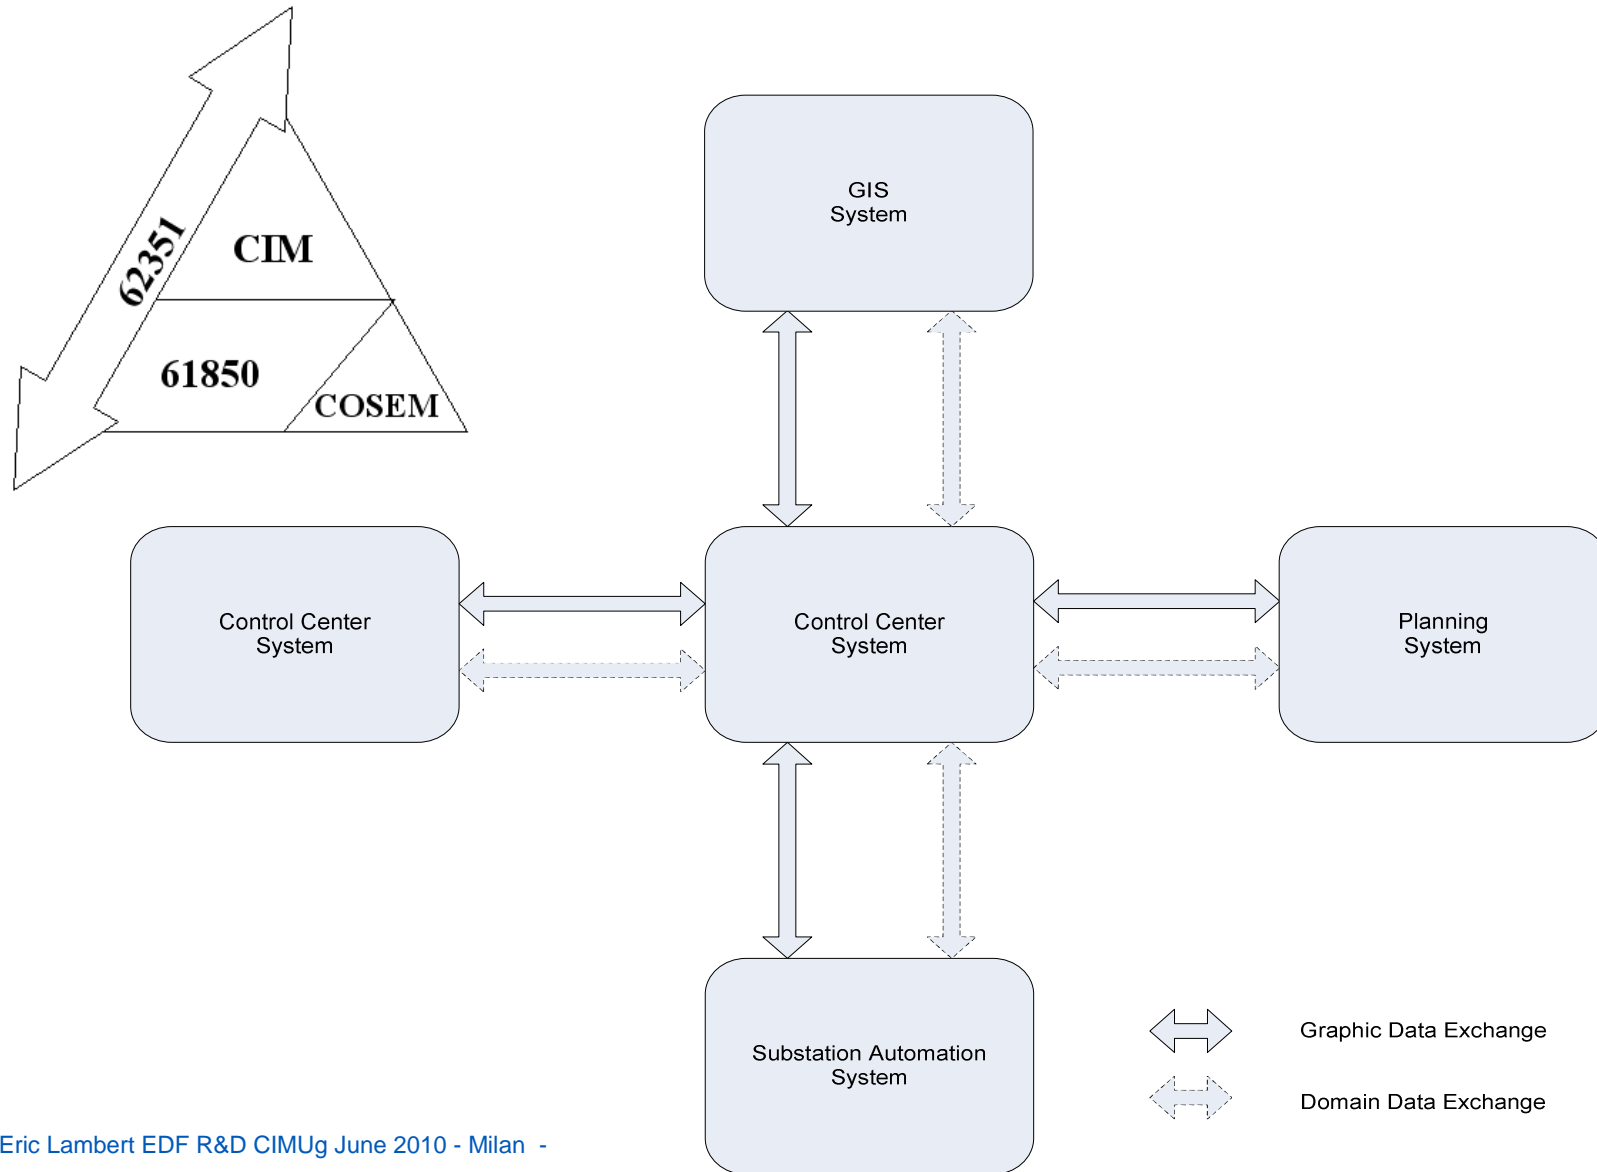 62351
CIM
61850
COSEM
GIS
System
Control Center
System
Control Center
System
Planning
System
Substation Automation
System
Graphic Data Exchange
Domain Data Exchange
Eric Lambert EDF R&D CIMUg June 2010 - Milan -